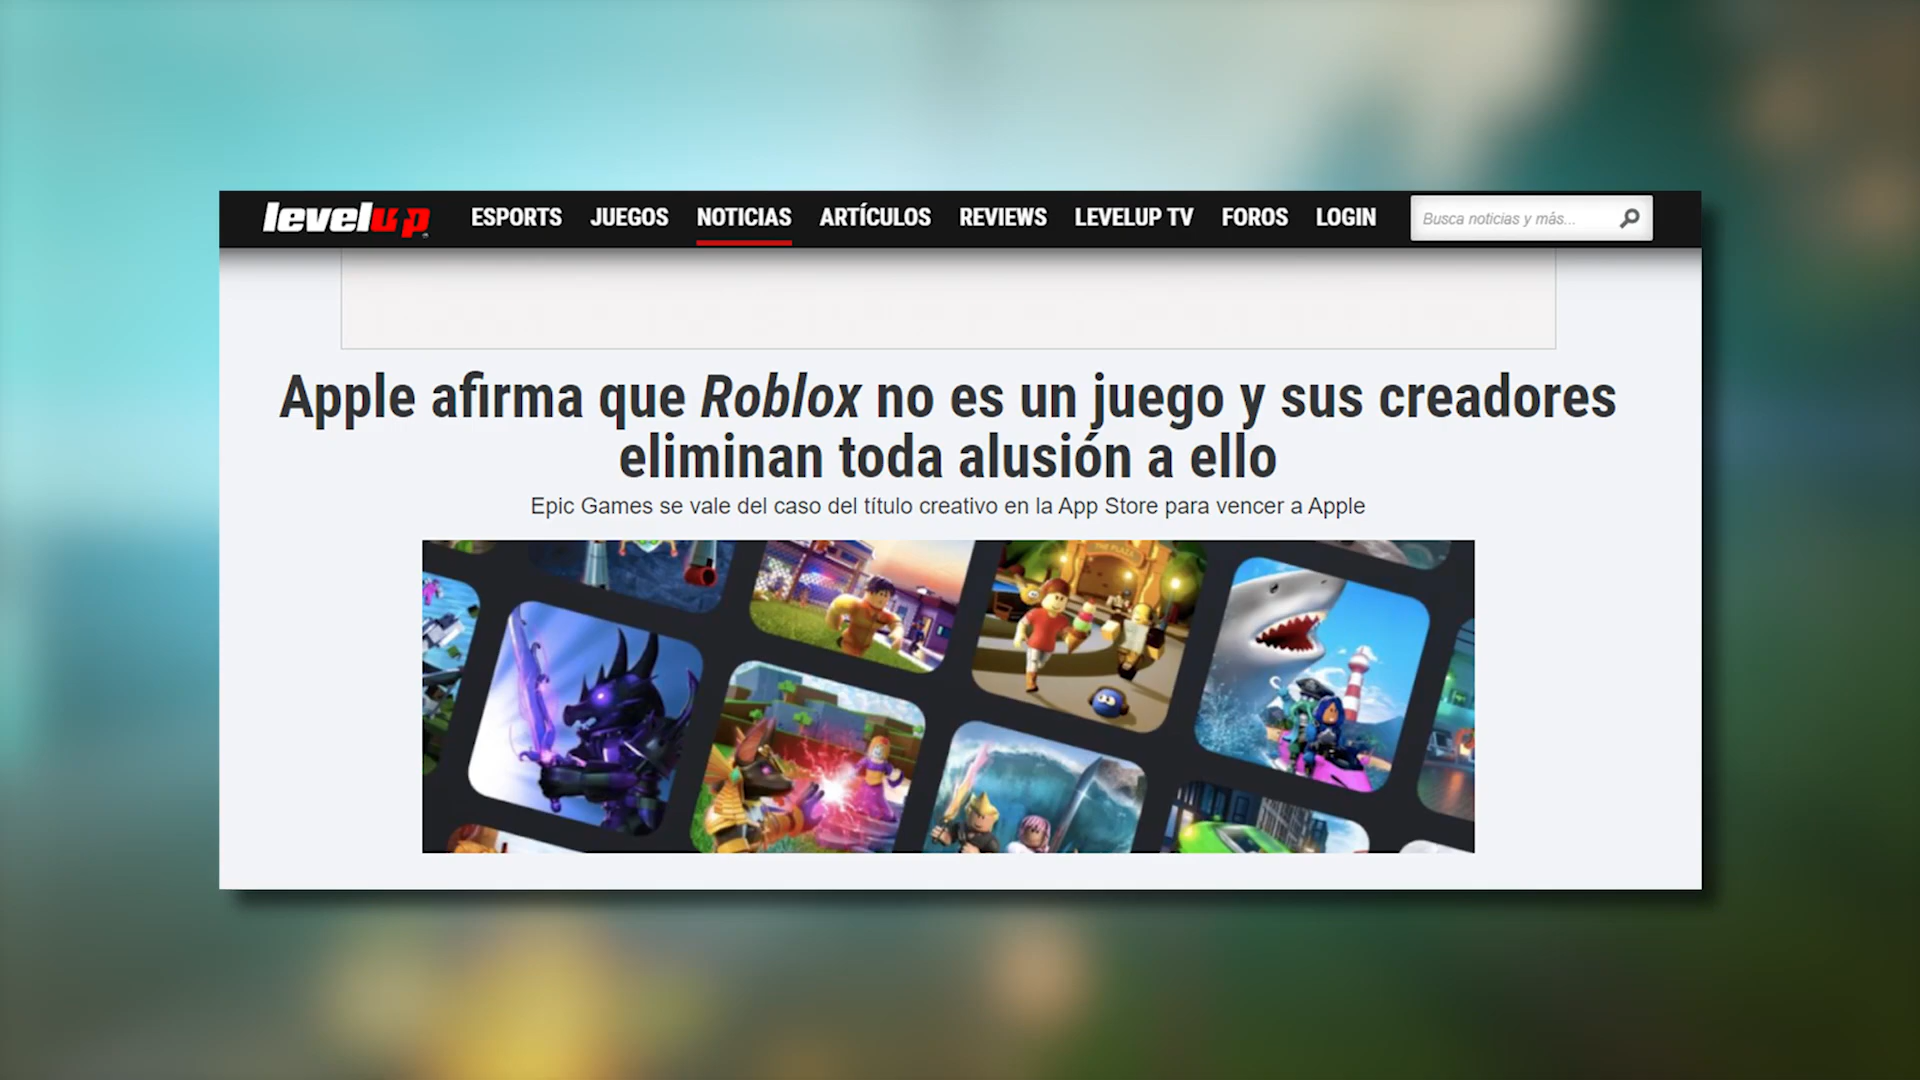 levelup ESPORTS JUEGOS NOTICIAS ARTÍCULOS REVIEWS LEVELUP TV FOROS LOGIN Busca noticias y más...
Apple afirma que Roblox no es un juego y sus creadores
eliminan toda alusión a ello
Epic Games se vale del caso del título creativo en la App Store para vencer a Apple
THE PLAZA